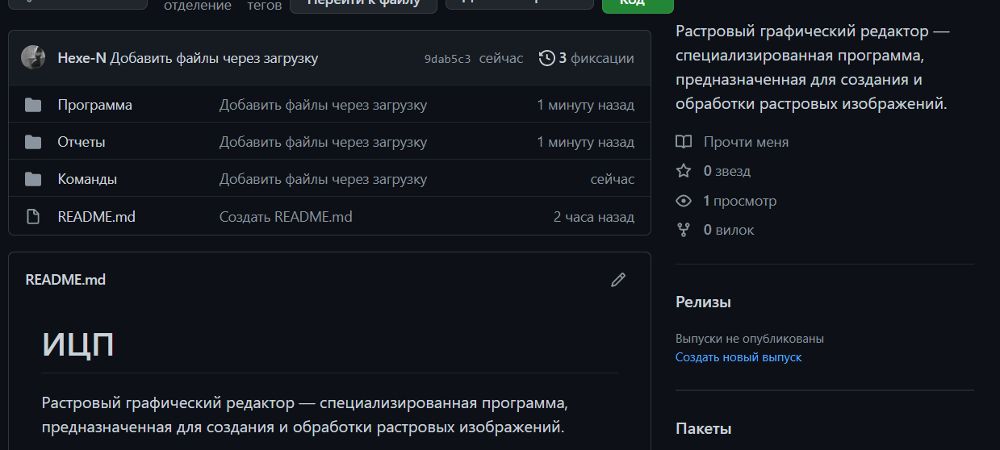 отделение тегов Перейти к файлу Код
Hexe-N Добавить файлы через загрузку 9dab5c3 сейчас 3 фиксации
Программа Добавить файлы через загрузку 1 минуту назад
Отчеты Добавить файлы через загрузку 1 минуту назад
Команды Добавить файлы через загрузку сейчас
README.md Создать README.md 2 часа назад
README.md
ИЦП
Растровый графический редактор — специализированная программа,
предназначенная для создания и обработки растровых изображений.
Растровый графический редактор —
специализированная программа,
предназначенная для создания и
обработки растровых изображений.
Прочти меня
0 звезд
1 просмотр
0 вилок
Релизы
Выпуски не опубликованы
Создать новый выпуск
Пакеты